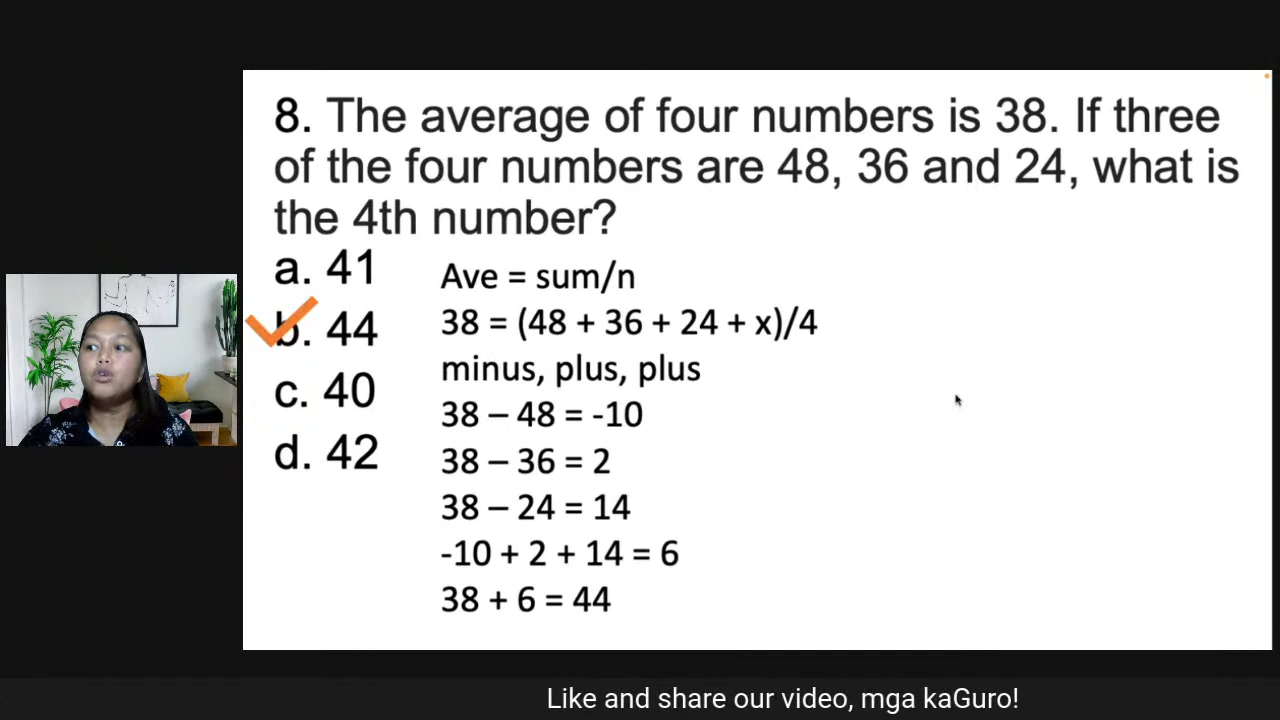 8. The average of four numbers is 38. If three
of the four numbers are 48, 36 and 24, what is
the 4th number?
a. 41
b. 44
c. 40
d. 42
Ave = sum/n
38 = (48 + 36 + 24 + x)/4
minus, plus, plus
38 – 48 = -10
38 – 36 = 2
38 – 24 = 14
-10 + 2 + 14 = 6
38 + 6 = 44
Like and share our video, mga kaGuro!